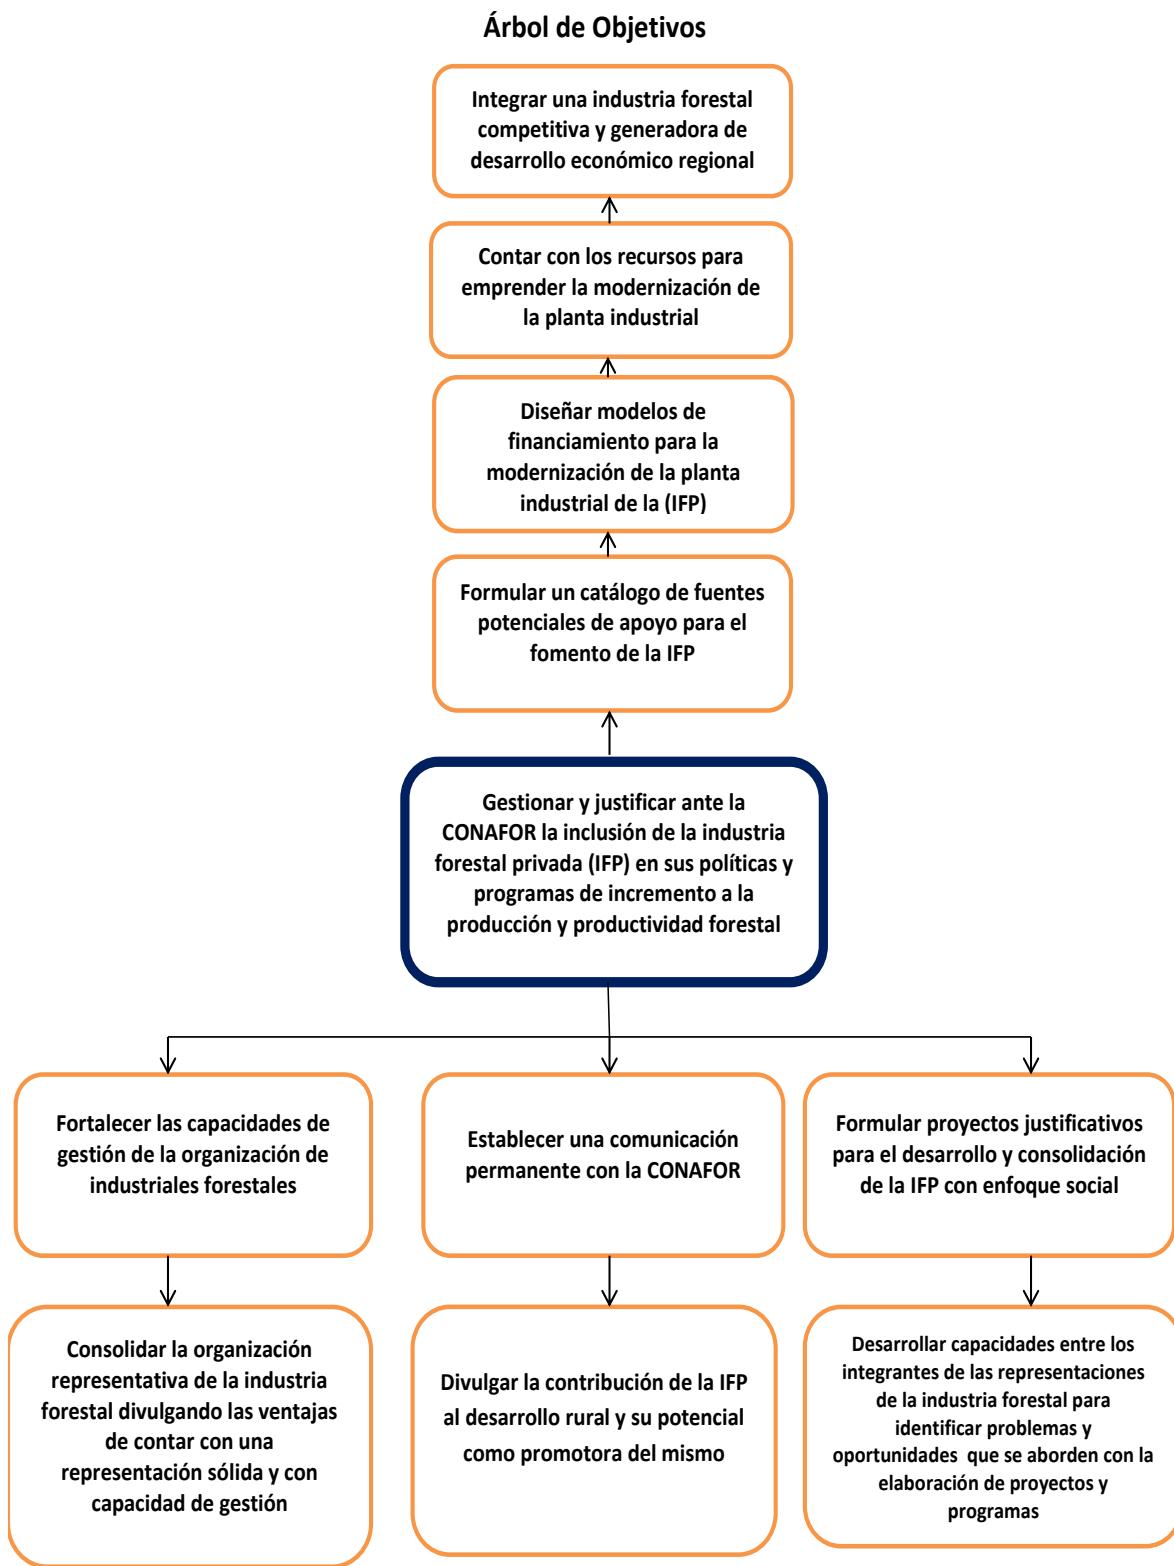 Árbol de Objetivos
Integrar una industria forestal
competitiva y generadora de
desarrollo económico regional
Contar con los recursos para
emprender la modernización de
la planta industrial
Diseñar modelos de
financiamiento para la
modernización de la planta
industrial de la (IFP)
Formular un catálogo de fuentes
potenciales de apoyo para el
fomento de la IFP
Gestionar y justificar ante la
CONAFOR la inclusión de la industria
forestal privada (IFP) en sus políticas y
programas de incremento a la
producción y productividad forestal
Fortalecer las capacidades de
gestión de la organización de
industriales forestales
Establecer una comunicación
permanente con la CONAFOR
Formular proyectos justificativos
para el desarrollo y consolidación
de la IFP con enfoque social
Consolidar la organización
representativa de la industria
forestal divulgando las ventajas
de contar con una
representación sólida y con
capacidad de gestión
Divulgar la contribución de la IFP
al desarrollo rural y su potencial
como promotora del mismo
Desarrollar capacidades entre los
integrantes de las representaciones
de la industria forestal para
identificar problemas y
oportunidades  que se aborden con la
elaboración de proyectos y
programas